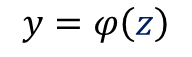 y = φ(z)